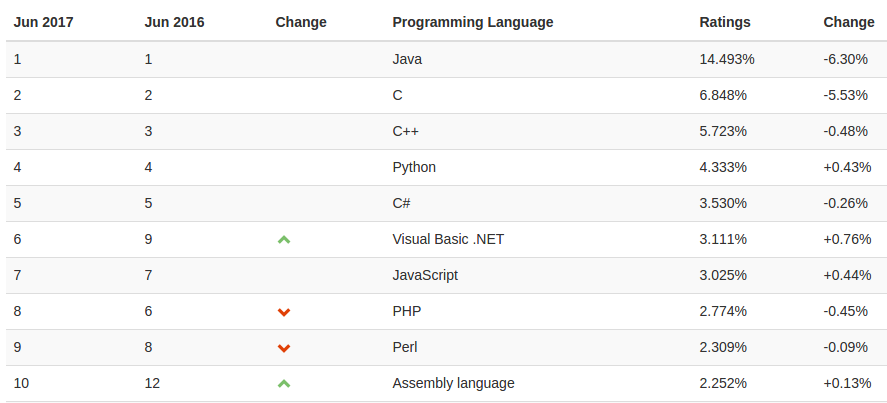 Jun 2017 Jun 2016 Change Programming Language Ratings Change
1 1 Java 14.493% -6.30%
2 2 C 6.848% -5.53%
3 3 C++ 5.723% -0.48%
4 4 Python 4.333% +0.43%
5 5 C# 3.530% -0.26%
6 9 Visual Basic .NET 3.111% +0.76%
7 7 JavaScript 3.025% +0.44%
8 6 PHP 2.774% -0.45%
9 8 Perl 2.309% -0.09%
10 12 Assembly language 2.252% +0.13%